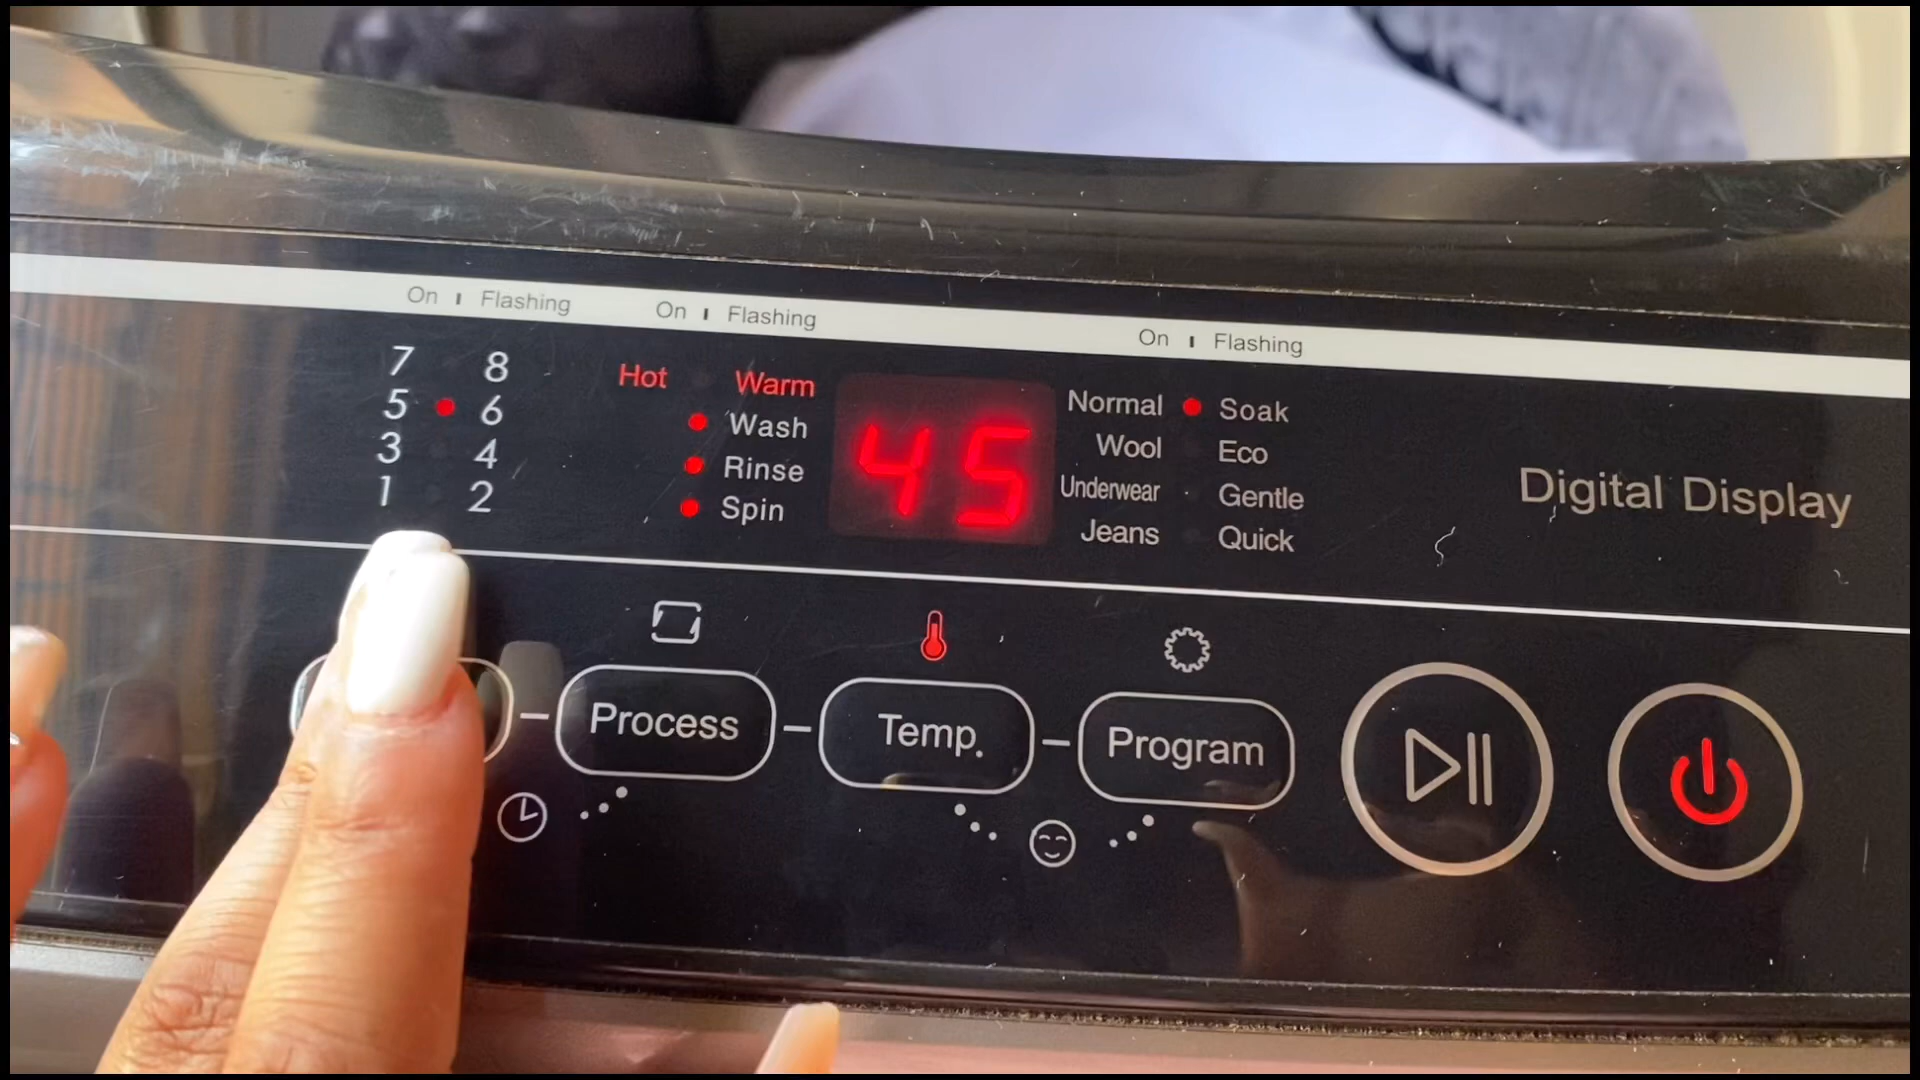 On Flashing
On Flashing
On Flashing
7 8
5 6
3 4
1 2
Hot Warm
Wash
Rinse
Spin
45
Normal Soak
Wool Eco
Underwear Gentle
Jeans Quick
Digital Display
Process
Temp.
Program